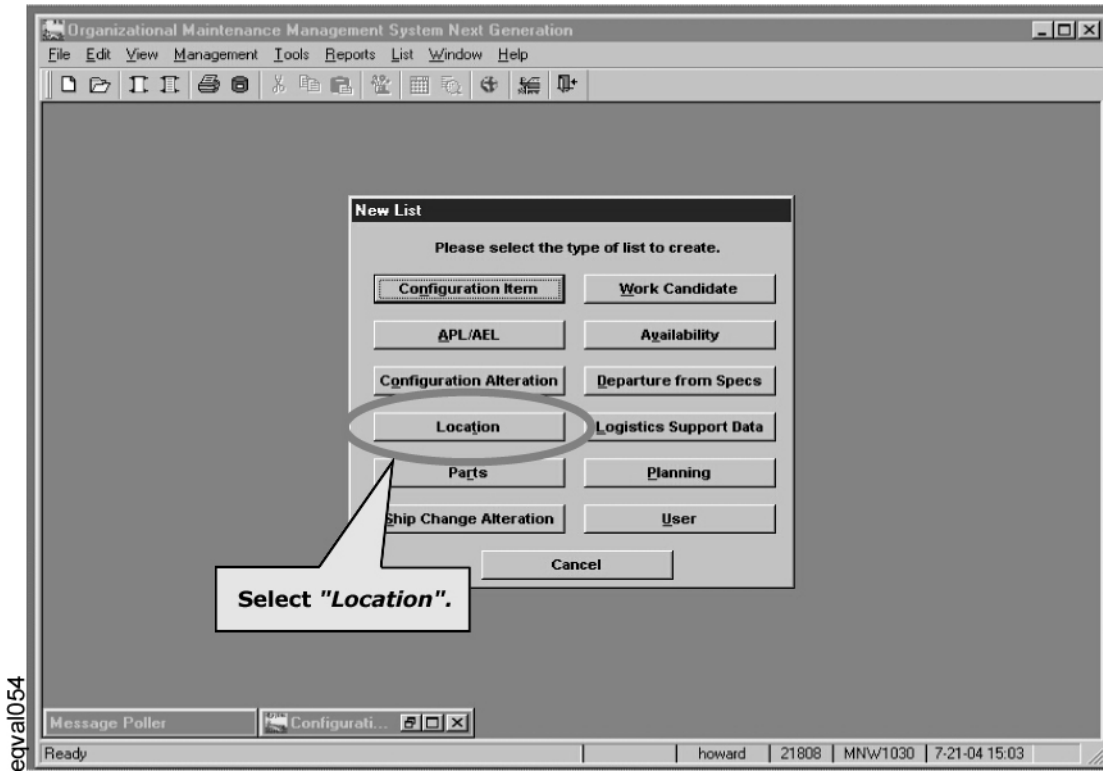 Organizational Maintenance Management System Next Generation
File Edit View Management Tools Reports List Window Help
New List
Please select the type of list to create.
Configuration Item
Work Candidate
APL/AEL
Availability
Configuration Alteration
Departure from Specs
Location
Logistics Support Data
Parts
Planning
Ship Change Alteration
User
Cancel
Select "Location".
Message Poller
Configurati...
Ready
howard
21808
MNW1030
7-21-04 15:03
eqval054